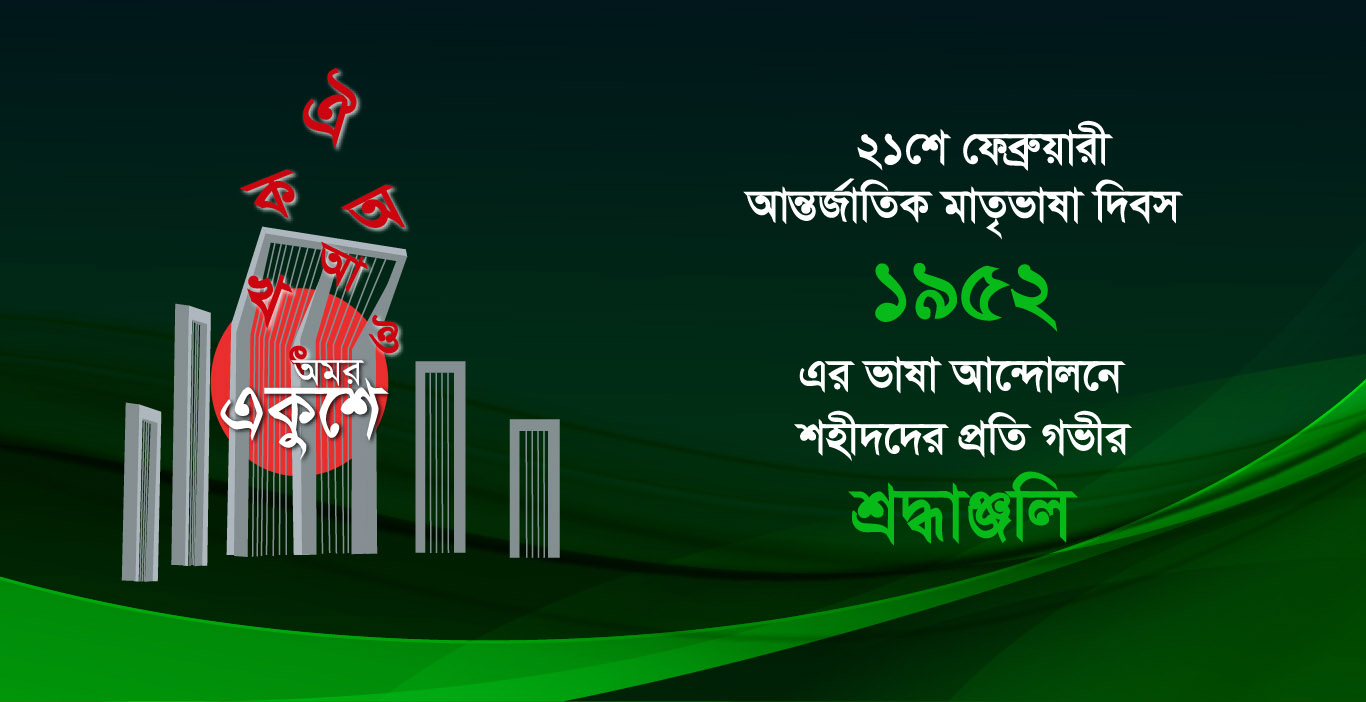 ঐ
ক
অ
আ
খ
ও
অমর
একুশে
২১শে ফেব্রুয়ারী
আন্তর্জাতিক মাতৃভাষা দিবস
১৯৫২
এর ভাষা আন্দোলনে
শহীদদের প্রতি গভীর
শ্রদ্ধাঞ্জলি